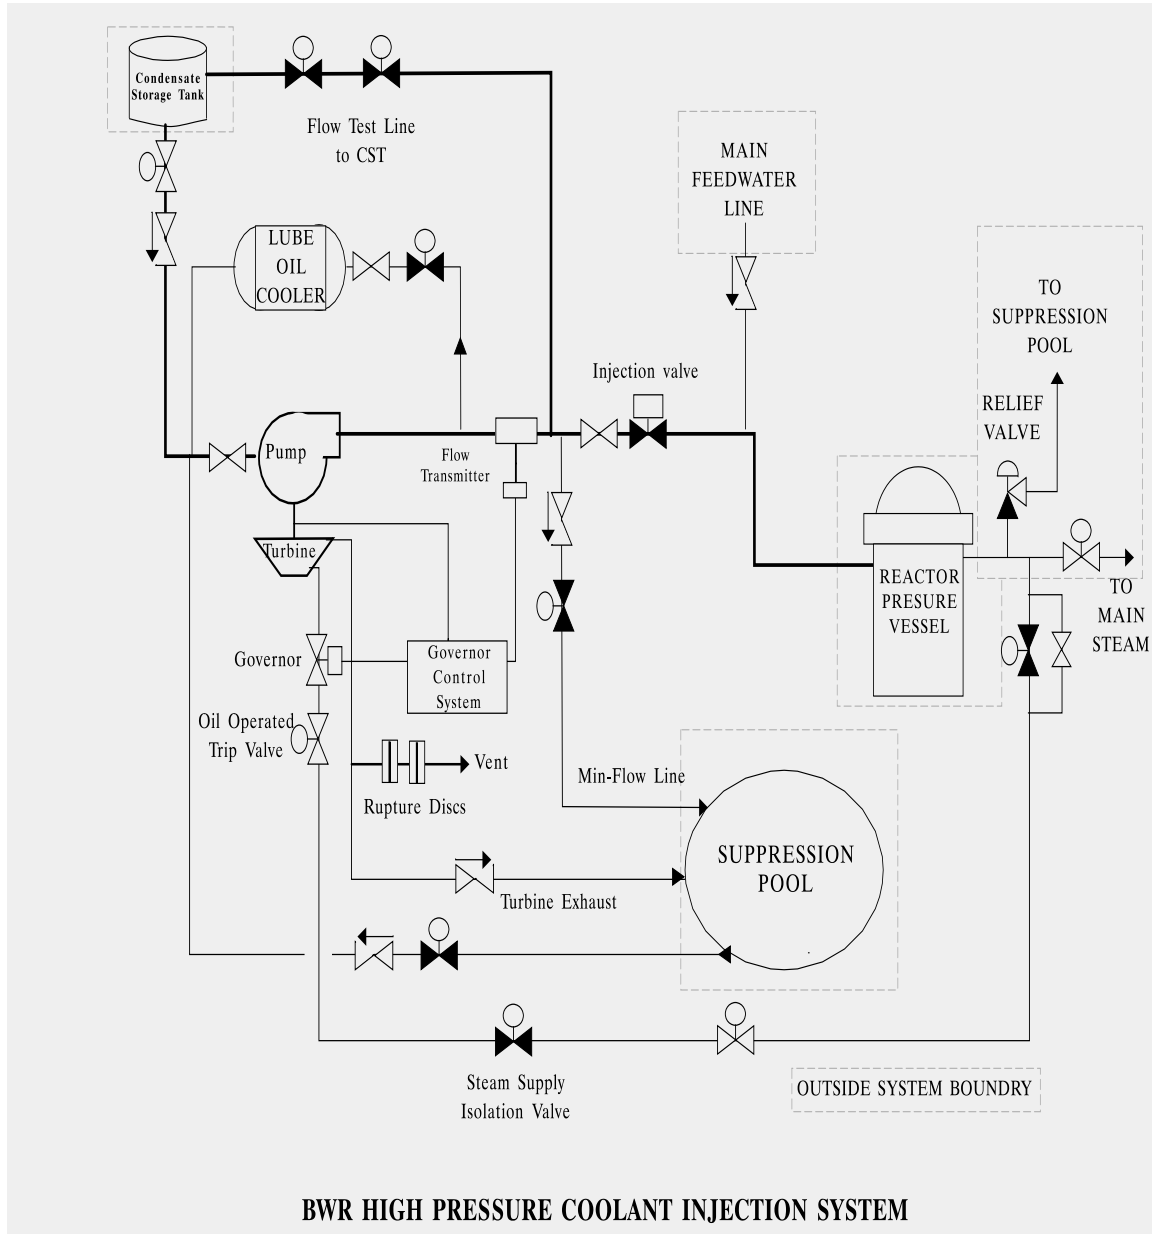 Condensate
Storage Tank
Flow Test Line
to CST
MAIN
FEEDWATER
LINE
LUBE
OIL
COOLER
TO
SUPPRESSION
POOL
Injection valve
RELIEF
VALVE
Pump
Flow
Transmitter
Turbine
REACTOR
PRESURE
VESSEL
TO
MAIN
STEAM
Governor
Governor
Control
System
Oil Operated
Trip Valve
Vent
Rupture Discs
Min-Flow Line
SUPPRESSION
POOL
Turbine Exhaust
Steam Supply
Isolation Valve
OUTSIDE SYSTEM BOUNDRY
BWR HIGH PRESSURE COOLANT INJECTION SYSTEM